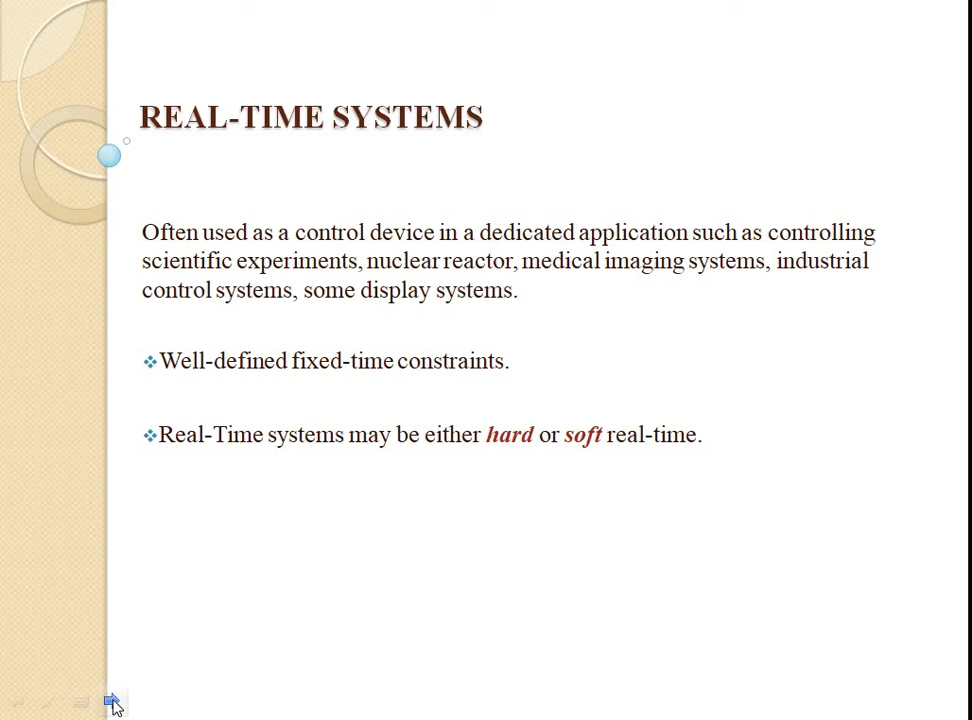 REAL-TIME SYSTEMS
Often used as a control device in a dedicated application such as controlling
scientific experiments, nuclear reactor, medical imaging systems, industrial
control systems, some display systems.
Well-defined fixed-time constraints.
Real-Time systems may be either hard or soft real-time.